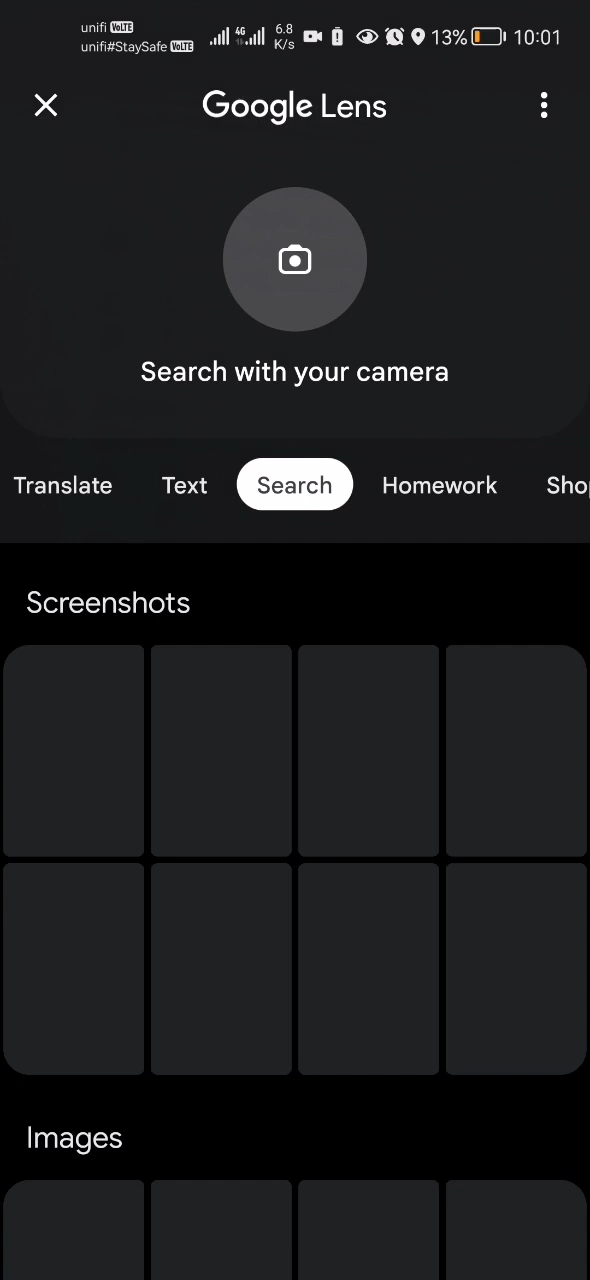 unifi VoLTE
unifi#StaySafe VoLTE
4G
6.8
K/s
13%
10:01
Google Lens
Search with your camera
Translate
Text
Search
Homework
Shop
Screenshots
Images